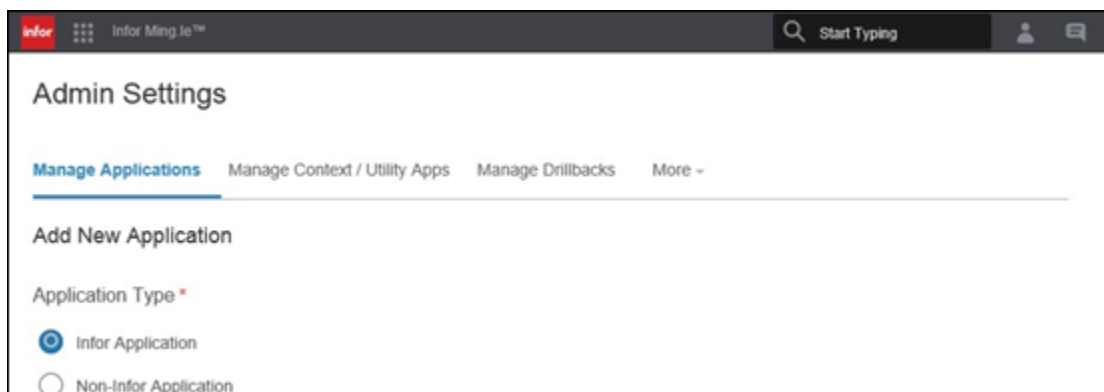 infor Infor Ming.le™ Start Typing
Admin Settings
Manage Applications Manage Context / Utility Apps Manage Drillbacks More
Add New Application
Application Type *
Infor Application
Non-Infor Application